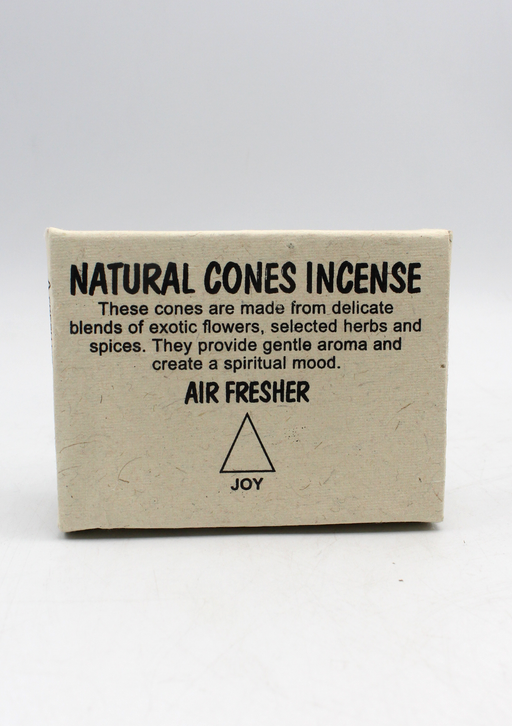 NATURAL CONES INCENSE
These cones are made from delicate
blends of exotic flowers, selected herbs and
spices. They provide gentle aroma and
create a spiritual mood.
AIR FRESHER
JOY